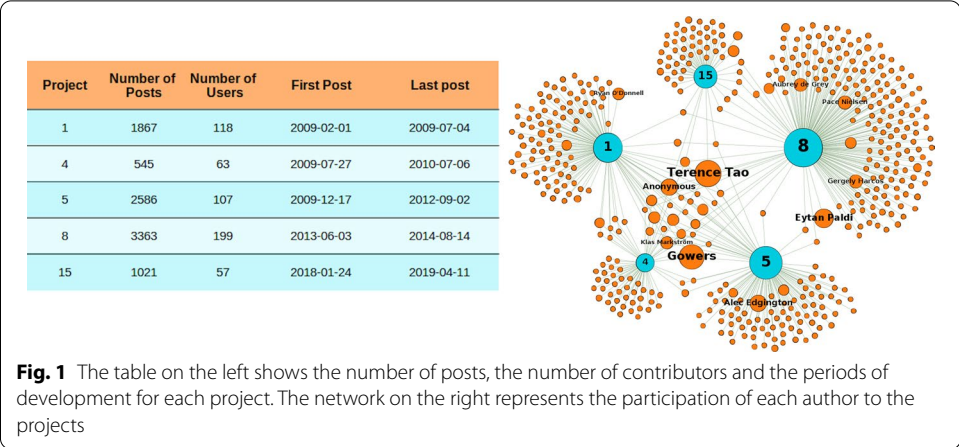 Project Number of Posts Number of Users First Post Last post
1 1867 118 2009-02-01 2009-07-04
4 545 63 2009-07-27 2010-07-06
5 2586 107 2009-12-17 2012-09-02
8 3363 199 2013-06-03 2014-08-14
15 1021 57 2018-01-24 2019-04-11
15
Aubrey de Grey
Ryan O'Donnell
Pace Nielsen
1
8
Terence Tao
Anonymous
Gergely Harcos
Eytan Paldi
Klas Markström
Gowers
4
5
Alec Edgington
Fig. 1 The table on the left shows the number of posts, the number of contributors and the periods of
development for each project. The network on the right represents the participation of each author to the
projects